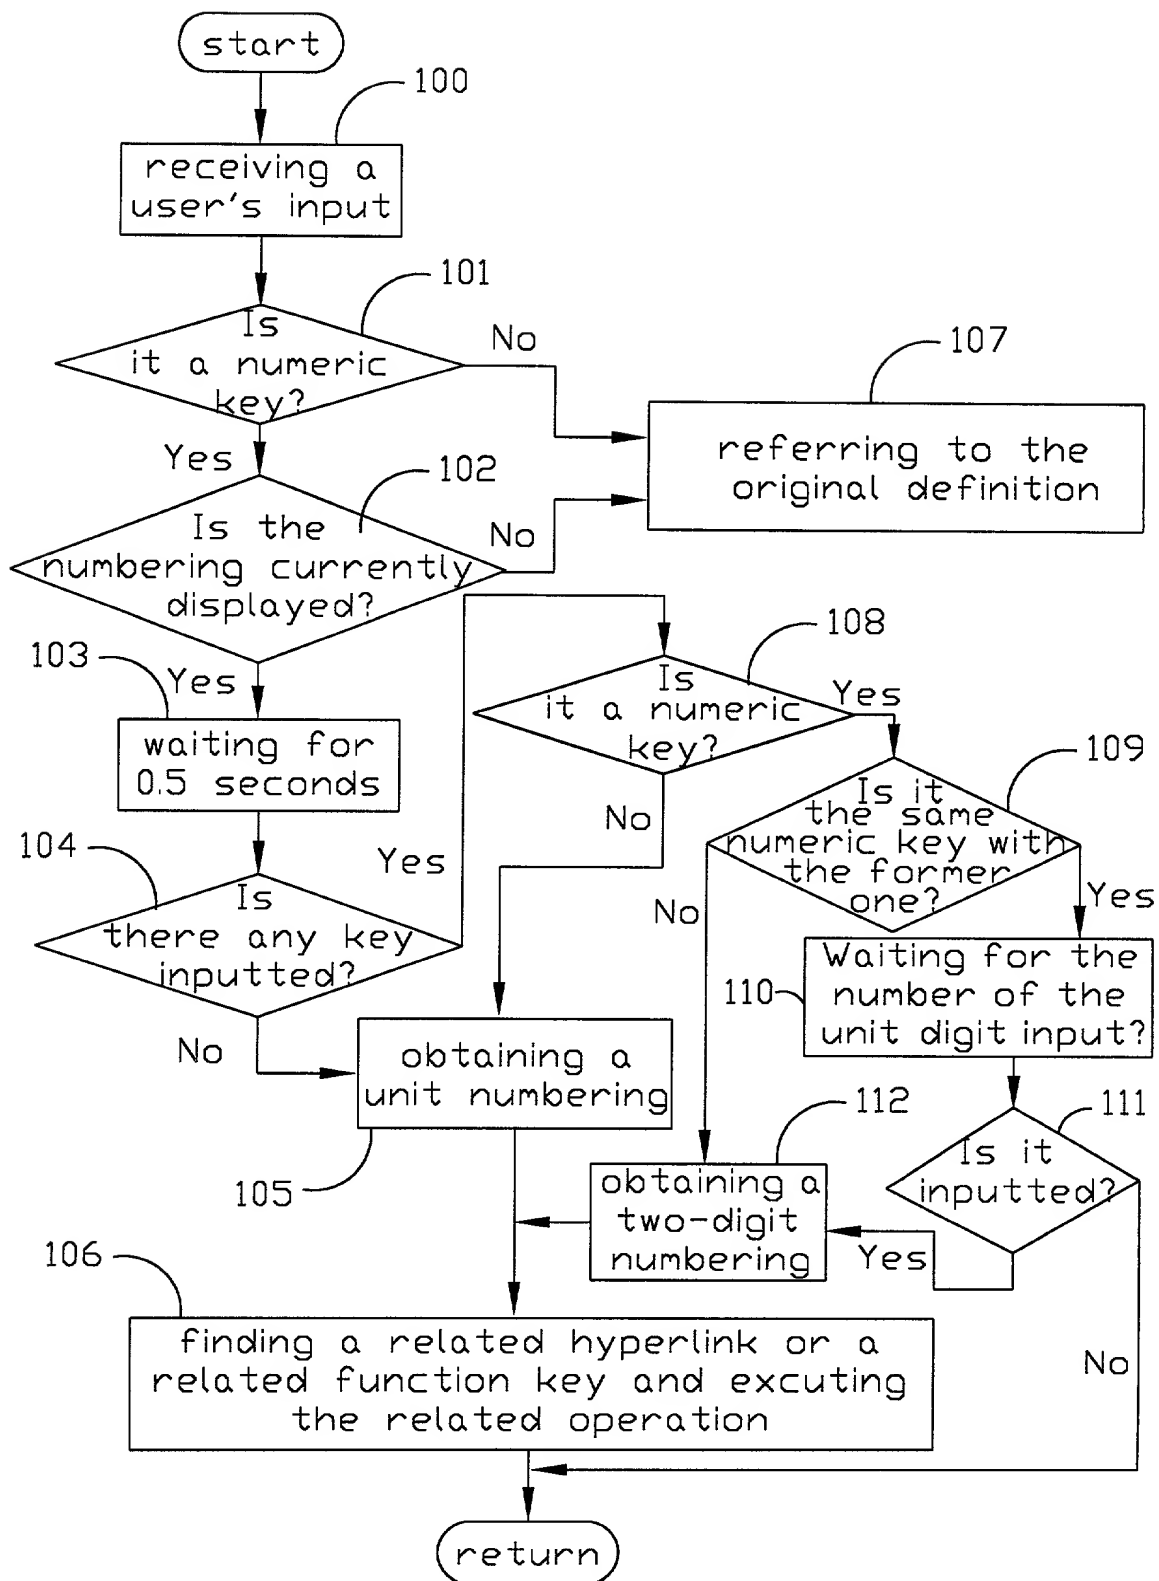 start
100
receiving a
user's input
101
Is
it a numeric
key?
No
107
referring to the
original definition
Yes
102
Is the
numbering currently
displayed?
No
103
Yes
waiting for
0.5 seconds
108
Is
it a numeric
key?
Yes
109
Is it
the same
numeric key with
the former
one?
No
104
Is
there any key
inputted?
Yes
No
Yes
110
Waiting for the
number of the
unit digit input?
No
obtaining a
unit numbering
105
112
obtaining a
two-digit
numbering
111
Is it
inputted?
Yes
No
106
finding a related hyperlink or a
related function key and excuting
the related operation
return